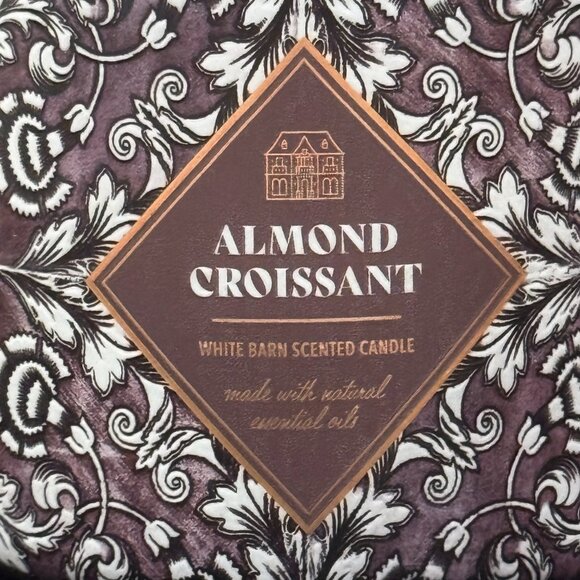 ALMOND
CROISSANT
WHITE BARN SCENTED CANDLE
made with natural
essential oils